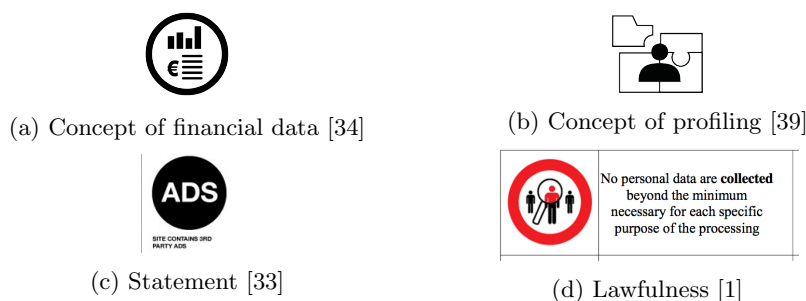 €
(a) Concept of financial data [34]
(b) Concept of profiling [39]
ADS
SITE CONTAINS 3RD
PARTY ADS
(c) Statement [33]
No personal data are collected
beyond the minimum
necessary for each specific
purpose of the processing
(d) Lawfulness [1]